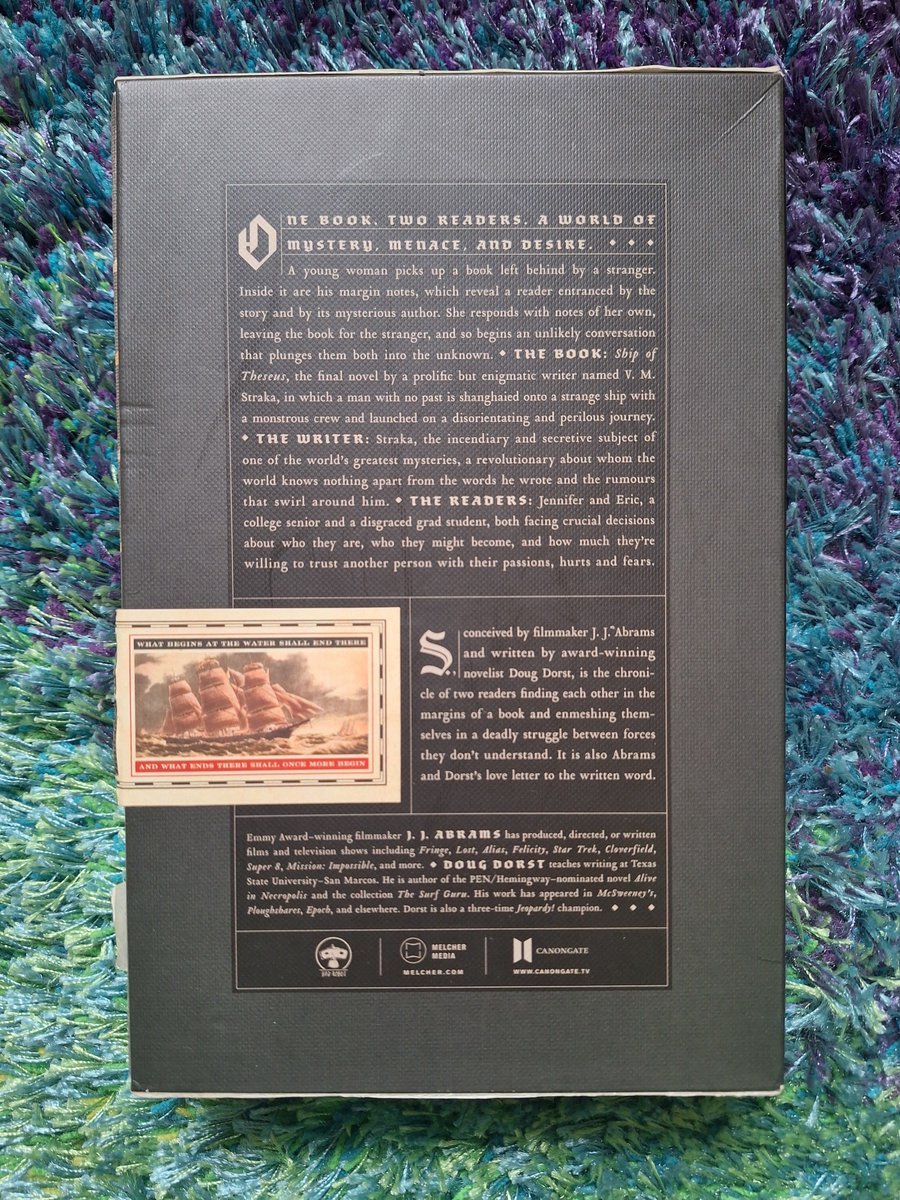 ONE BOOK. TWO READERS. A WORLD OF
MYSTERY, MENACE, AND DESIRE. ◆ ◆ ◆
A young woman picks up a book left behind by a stranger.
Inside it are his margin notes, which reveal a reader entranced by the
story and by its mysterious author. She responds with notes of her own,
leaving the book for the stranger, and so begins an unlikely conversation
that plunges them both into the unknown. ◆ THE BOOK: Ship of
Theseus, the final novel by a prolific but enigmatic writer named V. M.
Straka, in which a man with no past is shanghaied onto a strange ship with
a monstrous crew and launched on a disorientating and perilous journey.
◆ THE WRITER: Straka, the incendiary and secretive subject of
one of the world's greatest mysteries, a revolutionary about whom the
world knows nothing apart from the words he wrote and the rumours
that swirl around him. ◆ THE READERS: Jennifer and Eric, a
college senior and a disgraced grad student, both facing crucial decisions
about who they are, who they might become, and how much they're
willing to trust another person with their passions, hurts and fears.
WHAT BEGINS AT THE WATER SHALL END THERE
AND WHAT ENDS THERE SHALL ONCE MORE BEGIN
S. conceived by filmmaker J. J. Abrams
and written by award-winning
novelist Doug Dorst, is the chroni-
cle of two readers finding each other in the
margins of a book and enmeshing them-
selves in a deadly struggle between forces
they don't understand. It is also Abrams
and Dorst's love letter to the written word.
Emmy Award–winning filmmaker J. J. ABRAMS has produced, directed, or written
films and television shows including Fringe, Lost, Alias, Felicity, Star Trek, Cloverfield,
Super 8, Mission: Impossible, and more. ◆ DOUG DORST teaches writing at Texas
State University–San Marcos. He is author of the PEN/Hemingway–nominated novel Alive
in Necropolis and the collection The Surf Guru. His work has appeared in McSweeney's,
Ploughshares, Epoch, and elsewhere. Dorst is also a three-time Jeopardy! champion. ◆ ◆ ◆
BAD ROBOT
MELCHER
MEDIA
MELCHER.COM
CANONGATE
WWW.CANONGATE.TV